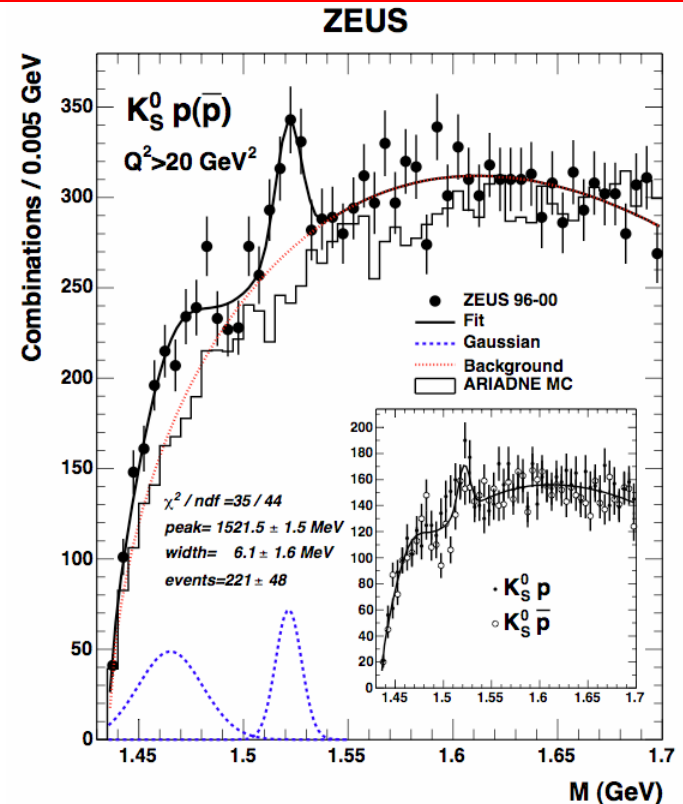 ZEUS
Combinations / 0.005 GeV
350
300
250
200
150
100
50
0
K⁰_S p(p̅)
Q²>20 GeV²
ZEUS 96-00
Fit
Gaussian
Background
ARIADNE MC
χ² / ndf =35 / 44
peak= 1521.5 ± 1.5 MeV
width= 6.1 ± 1.6 MeV
events=221± 48
200
180
160
140
120
100
80
60
40
20
0
K⁰_S p
K⁰_S p̅
1.45 1.5 1.55 1.6 1.65 1.7
1.45 1.5 1.55 1.6 1.65 1.7
M (GeV)